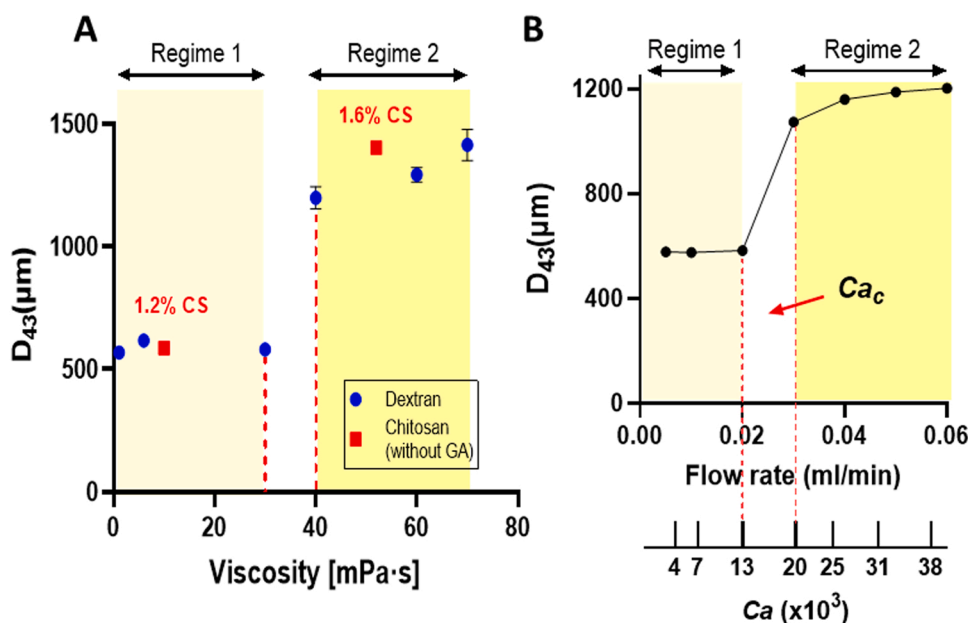 A
Regime 1
Regime 2
1500
1000
500
0
D43(µm)
1.6% CS
1.2% CS
Dextran
Chitosan
(without GA)
0 20 40 60 80
Viscosity [mPa·s]
B
Regime 1
Regime 2
1200
800
400
0
D43(µm)
Cac
0.00 0.02 0.04 0.06
Flow rate (ml/min)
4 7 13 20 25 31 38
Ca (x10³)